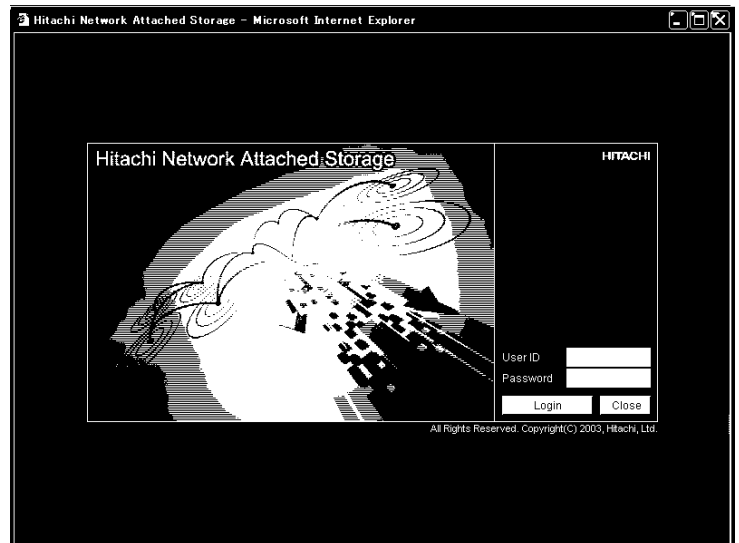 Hitachi Network Attached Storage - Microsoft Internet Explorer
Hitachi Network Attached Storage
HITACHI
User ID
Password
Login Close
All Rights Reserved. Copyright(C) 2003, Hitachi, Ltd.